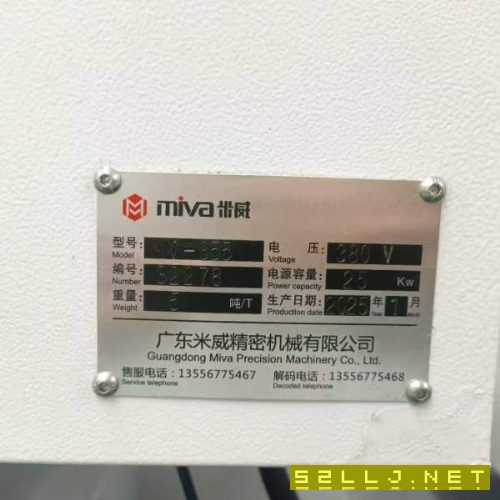 miva 米威
型号: MV-855 电 压: 380 V
Model Voltage
编号: S2278 电源容量: 25 Kw
Number Power capacity
重量: 5 吨/T 生产日期: 2025 年 1 月
Weight Production date
广东米威精密机械有限公司
Guangdong Miva Precision Machinery Co., Ltd.
售服电话:13556775467 解码电话:13556775468
Service telephone Decoded telephone
52LLJ.NET